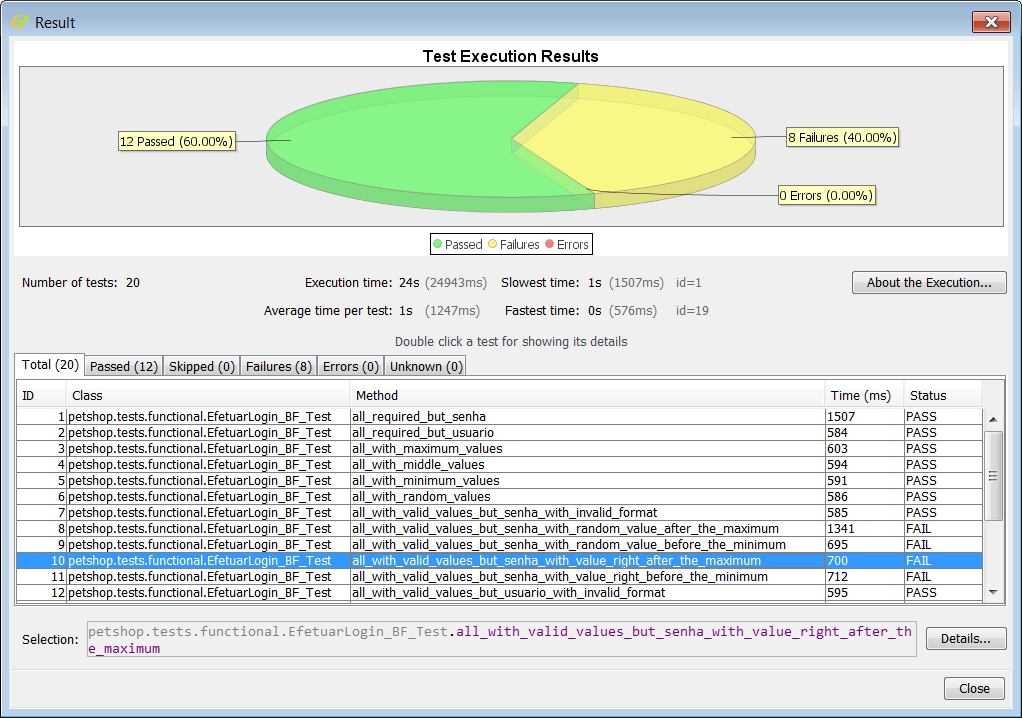 Result
Test Execution Results
12 Passed (60.00%)
8 Failures (40.00%)
0 Errors (0.00%)
Passed Failures Errors
Number of tests: 20 Execution time: 24s (24943ms) Slowest time: 1s (1507ms) id=1 About the Execution...
Average time per test: 1s (1247ms) Fastest time: 0s (576ms) id=19
Double click a test for showing its details
Total (20) Passed (12) Skipped (0) Failures (8) Errors (0) Unknown (0)
ID Class Method Time (ms) Status
1 petshop.tests.functional.EfetuarLogin_BF_Test all_required_but_senha 1507 PASS
2 petshop.tests.functional.EfetuarLogin_BF_Test all_required_but_usuario 584 PASS
3 petshop.tests.functional.EfetuarLogin_BF_Test all_with_maximum_values 603 PASS
4 petshop.tests.functional.EfetuarLogin_BF_Test all_with_middle_values 594 PASS
5 petshop.tests.functional.EfetuarLogin_BF_Test all_with_minimum_values 591 PASS
6 petshop.tests.functional.EfetuarLogin_BF_Test all_with_random_values 586 PASS
7 petshop.tests.functional.EfetuarLogin_BF_Test all_with_valid_values_but_senha_with_invalid_format 585 PASS
8 petshop.tests.functional.EfetuarLogin_BF_Test all_with_valid_values_but_senha_with_random_value_after_the_maximum 1341 FAIL
9 petshop.tests.functional.EfetuarLogin_BF_Test all_with_valid_values_but_senha_with_random_value_before_the_minimum 695 FAIL
10 petshop.tests.functional.EfetuarLogin_BF_Test all_with_valid_values_but_senha_with_value_right_after_the_maximum 700 FAIL
11 petshop.tests.functional.EfetuarLogin_BF_Test all_with_valid_values_but_senha_with_value_right_before_the_minimum 712 FAIL
12 petshop.tests.functional.EfetuarLogin_BF_Test all_with_valid_values_but_usuario_with_invalid_format 595 PASS
Selection: petshop.tests.functional.EfetuarLogin_BF_Test.all_with_valid_values_but_senha_with_value_right_after_th
e_maximum
Details...
Close